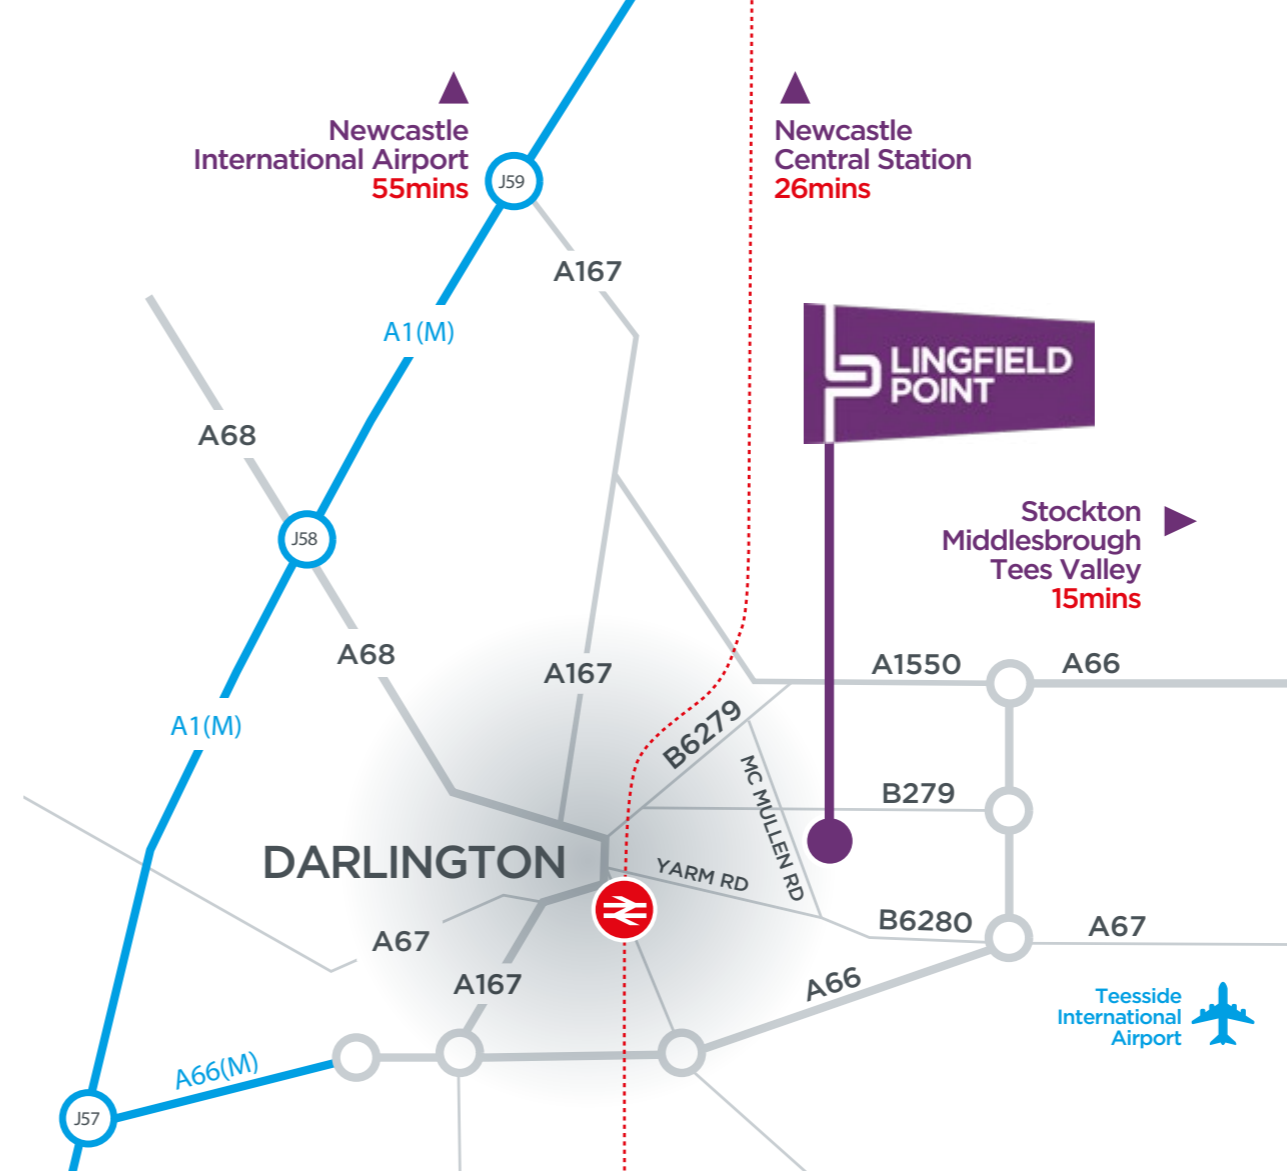 Newcastle
International Airport
55mins
Newcastle
Central Station
26mins
J59
A167
A1(M)
LINGFIELD
POINT
A68
Stockton
Middlesbrough
Tees Valley
15mins
J58
A68
A167
A1550
A66
A1(M)
B6279
MC MULLEN RD
B279
DARLINGTON
YARM RD
B6280
A67
A67
A167
A66
Teesside
International
Airport
A66(M)
J57